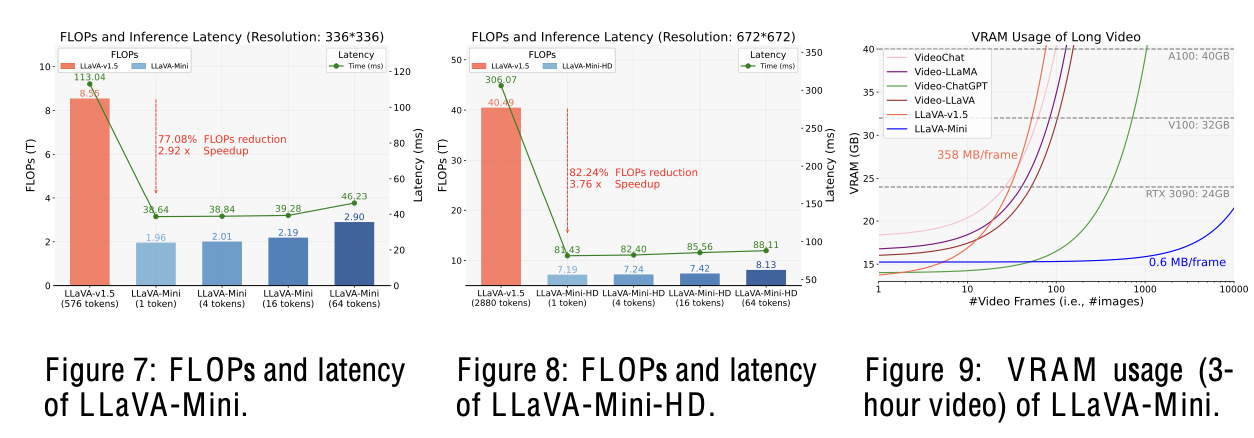 FLOPs and Inference Latency (Resolution: 336*336)
FLOPs
LLaVA-v1.5
LLaVA-Mini
Latency
Time (ms)
FLOPs (T)
10
8
6
4
2
0
Latency (ms)
120
100
80
60
40
20
0
113.04
8.55
77.08% FLOPs reduction
2.92 x Speedup
38.64
1.96
38.84
2.01
39.28
2.19
46.23
2.90
LLaVA-v1.5
(576 tokens)
LLaVA-Mini
(1 token)
LLaVA-Mini
(4 tokens)
LLaVA-Mini
(16 tokens)
LLaVA-Mini
(64 tokens)
Figure 7: FLOPs and latency
of LLaVA-Mini.
FLOPs and Inference Latency (Resolution: 672*672)
FLOPs
LLaVA-v1.5
LLaVA-Mini-HD
Latency
Time (ms)
FLOPs (T)
50
40
30
20
10
Latency (ms)
350
300
250
200
150
100
50
306.07
40.49
82.24% FLOPs reduction
3.76 x Speedup
81.43
7.19
82.40
7.24
85.56
7.42
88.11
8.13
LLaVA-v1.5
(2880 tokens)
LLaVA-Mini-HD
(1 token)
LLaVA-Mini-HD
(4 tokens)
LLaVA-Mini-HD
(16 tokens)
LLaVA-Mini-HD
(64 tokens)
Figure 8: FLOPs and latency
of LLaVA-Mini-HD.
VRAM Usage of Long Video
VideoChat
Video-LLaMA
Video-ChatGPT
Video-LLaVA
LLaVA-v1.5
LLaVA-Mini
VRAM (GB)
40
35
30
25
20
15
A100: 40GB
V100: 32GB
RTX 3090: 24GB
358 MB/frame
0.6 MB/frame
1
10
100
1000
10000
#Video Frames (i.e., #images)
Figure 9: VRAM usage (3-
hour video) of LLaVA-Mini.